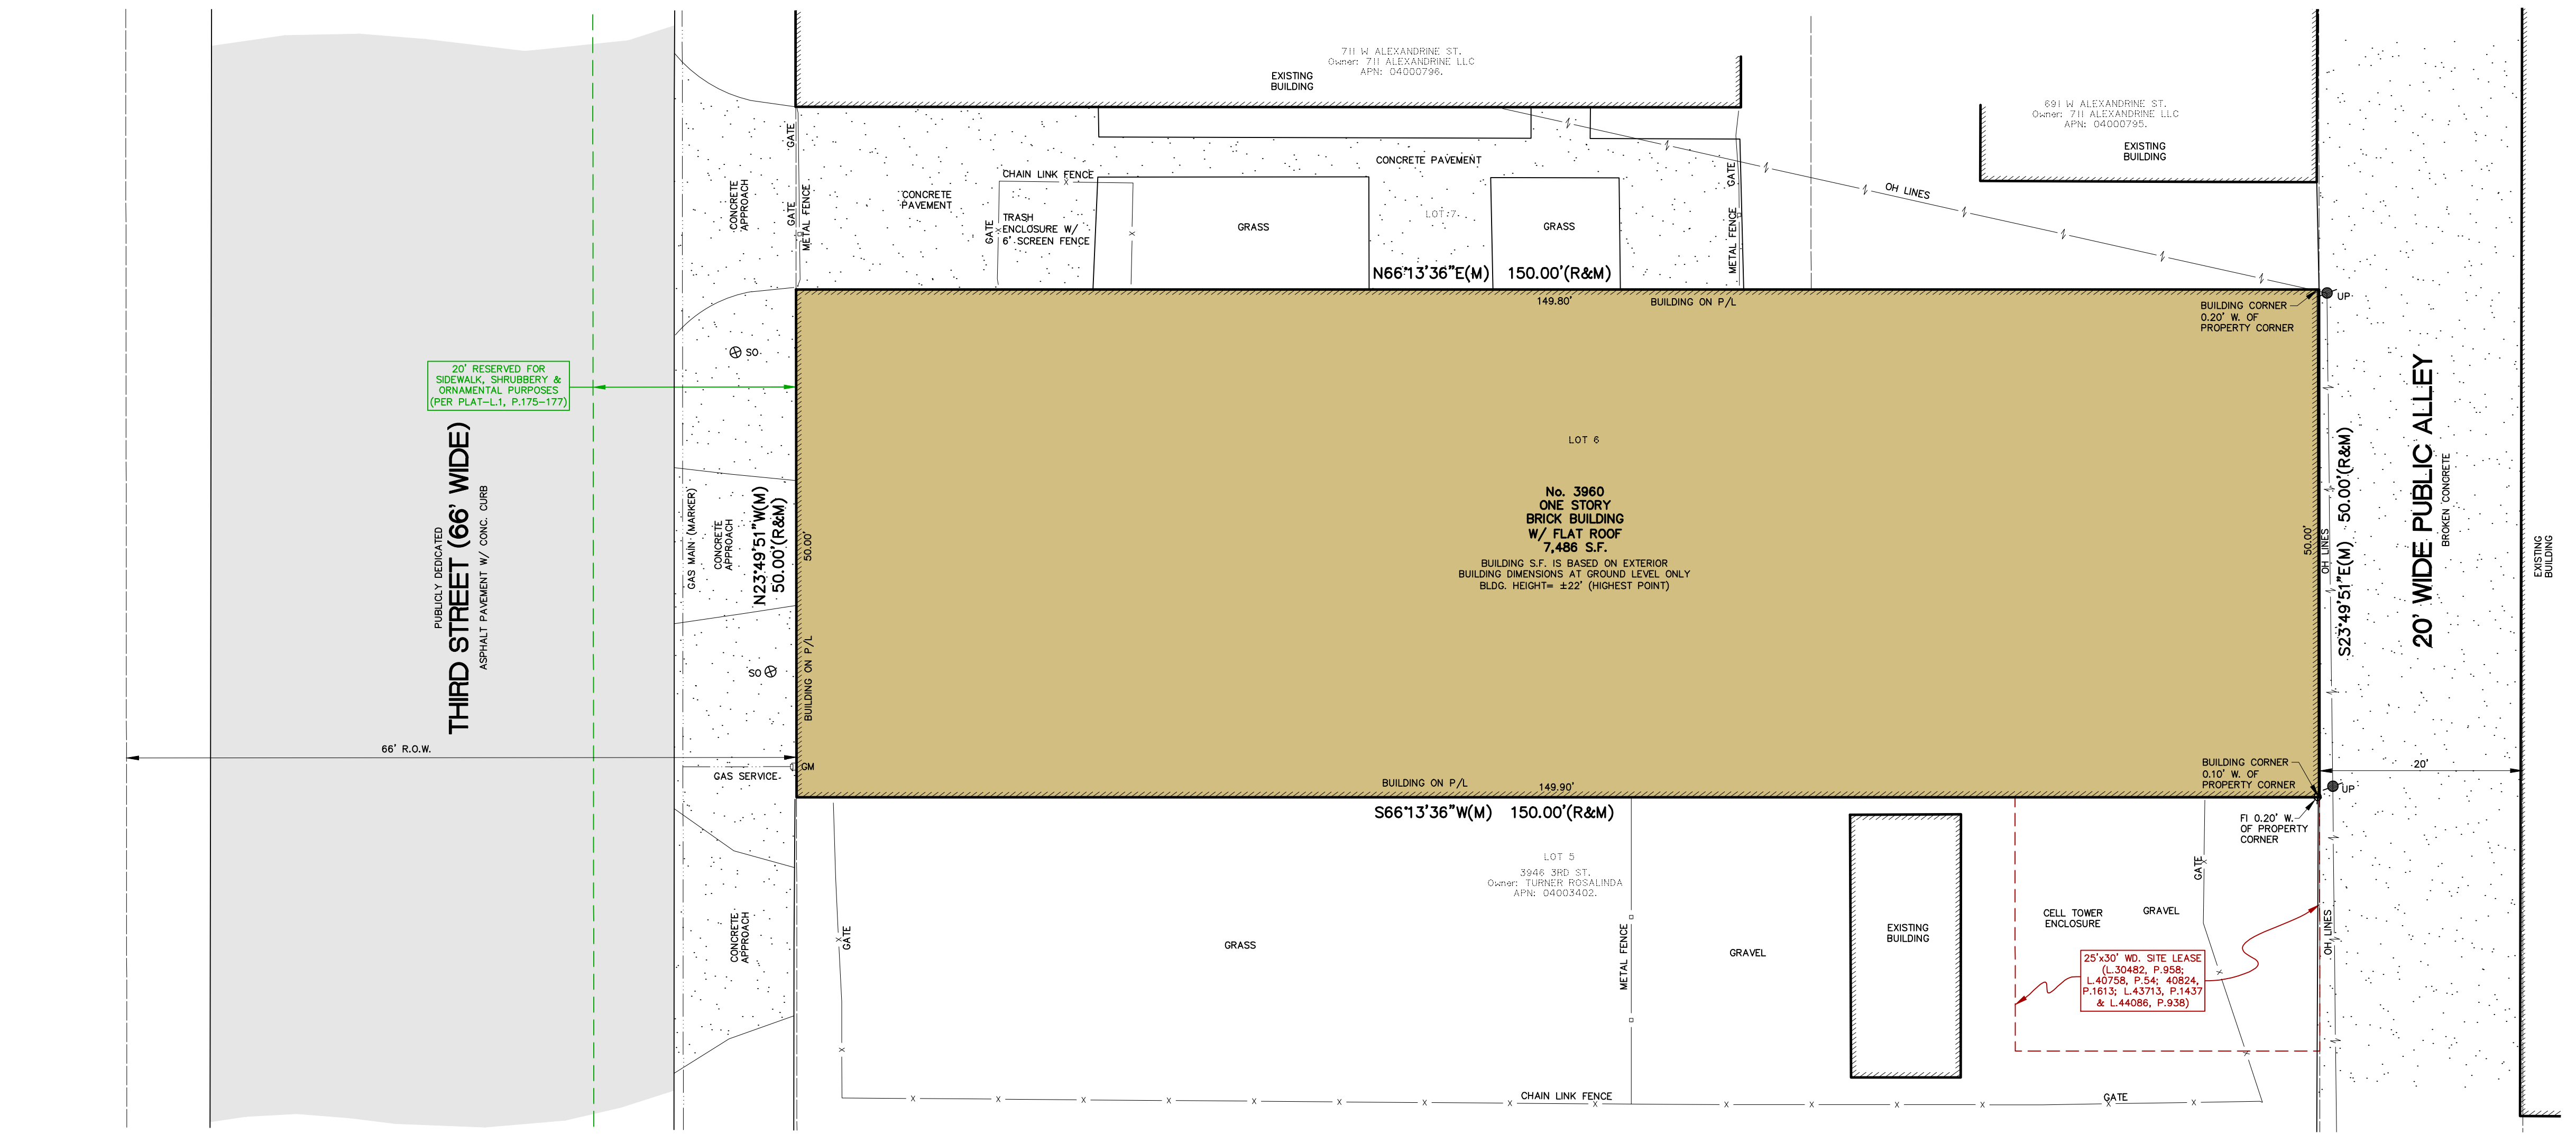 711 W ALEXANDRINE ST.
Owner: 711 ALEXANDRINE LLC
APN: 04000796.
EXISTING
BUILDING
691 W ALEXANDRINE ST.
Owner: 711 ALEXANDRINE LLC
APN: 04000795.
EXISTING
BUILDING
GATE
GATE
METAL FENCE
CONCRETE
APPROACH
CONCRETE
PAVEMENT
CHAIN LINK FENCE
GATE
TRASH
ENCLOSURE W/
6' SCREEN FENCE
GRASS
CONCRETE PAVEMENT
LOT 7
GRASS
GATE
METAL FENCE
OH LINES
N66°13'36"E(M) 150.00'(R&M)
149.80'
BUILDING ON P/L
BUILDING CORNER
0.20' W. OF
PROPERTY CORNER
UP
SO
20' RESERVED FOR
SIDEWALK, SHRUBBERY &
ORNAMENTAL PURPOSES
(PER PLAT-L.1, P.175-177)
PUBLICLY DEDICATED
THIRD STREET (66' WIDE)
ASPHALT PAVEMENT W/ CONC. CURB
GAS MAIN (MARKER)
CONCRETE
APPROACH
N23°49'51"W(M)
50.00'(R&M)
50.00'
BUILDING ON P/L
SO
LOT 6
No. 3960
ONE STORY
BRICK BUILDING
W/ FLAT ROOF
7,486 S.F.
BUILDING S.F. IS BASED ON EXTERIOR
BUILDING DIMENSIONS AT GROUND LEVEL ONLY
BLDG. HEIGHT= ±22' (HIGHEST POINT)
50.00'
OH LINES
S23°49'51"E(M) 50.00'(R&M)
20' WIDE PUBLIC ALLEY
BROKEN CONCRETE
EXISTING
BUILDING
66' R.O.W.
GAS SERVICE
GM
BUILDING ON P/L
149.90'
BUILDING CORNER
0.10' W. OF
PROPERTY CORNER
20'
UP
S66°13'36"W(M) 150.00'(R&M)
FI 0.20' W.
OF PROPERTY
CORNER
LOT 5
3946 3RD ST.
Owner: TURNER ROSALINDA
APN: 04003402.
CONCRETE
APPROACH
GATE
GRASS
METAL FENCE
GRAVEL
EXISTING
BUILDING
CELL TOWER
ENCLOSURE
GRAVEL
GATE
OH LINES
25'x30' WD. SITE LEASE
(L.30482, P.958;
L.40758, P.54; 40824,
P.1613; L.43713, P.1437
& L.44086, P.938)
CHAIN LINK FENCE
GATE